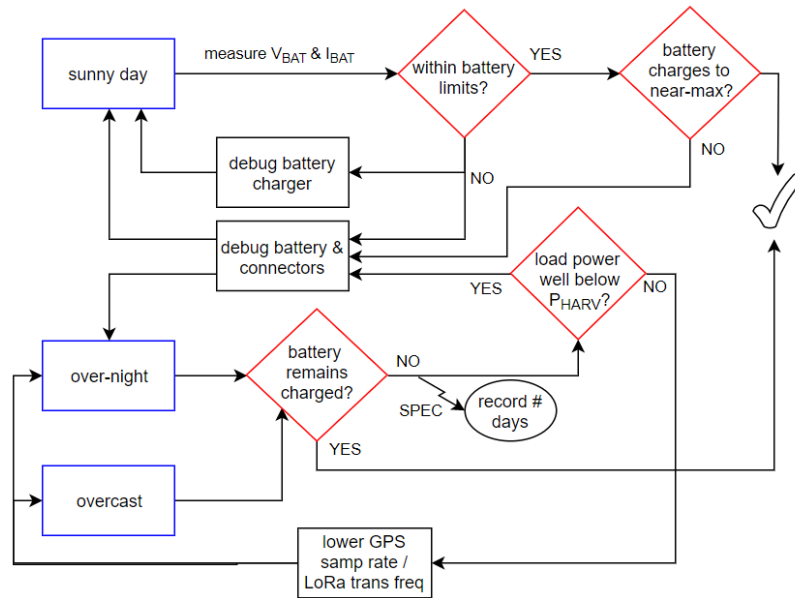 sunny day
measure VBAT & IBAT
within battery
limits?
YES
battery
charges to
near-max?
NO
NO
debug battery
charger
debug battery &
connectors
YES
load power
well below
PHARV?
NO
over-night
battery
remains
charged?
NO
SPEC
record #
days
YES
overcast
lower GPS
samp rate /
LoRa trans freq